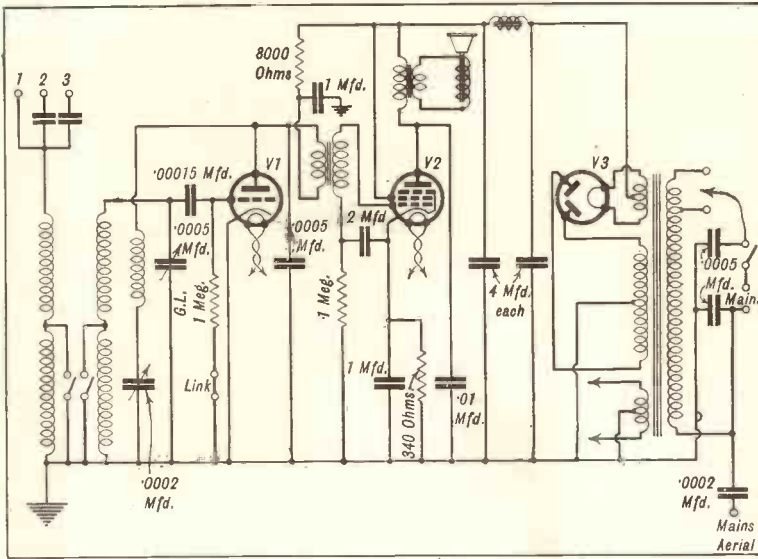 8000
Ohms
1 Mfd.
1 2 3
.00015 Mfd.
V1
V2
V3
.0005
Mfd.
G.L.
1 Meg.
Link
.0005
Mfd.
2 Mfd
.1 Meg.
4 Mfd.
each
.0005
Mfd.
Main.
1 Mfd.
340 Ohms
.01
Mfd.
.0002
Mfd.
.0002
Mfd.
Mains
Aerial